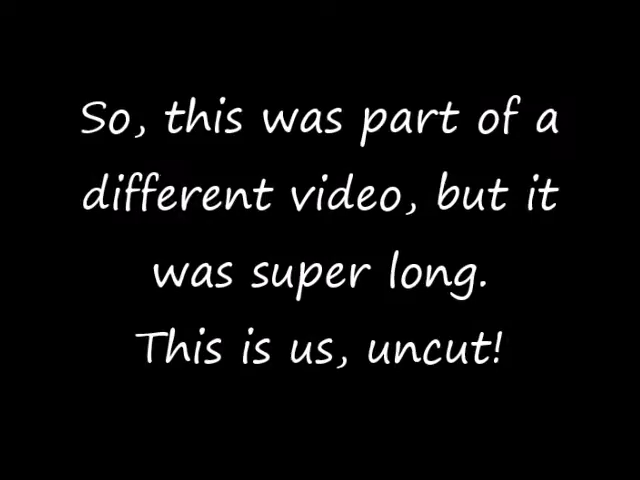 So, this was part of a
different video, but it
was super long.
This is us, uncut!